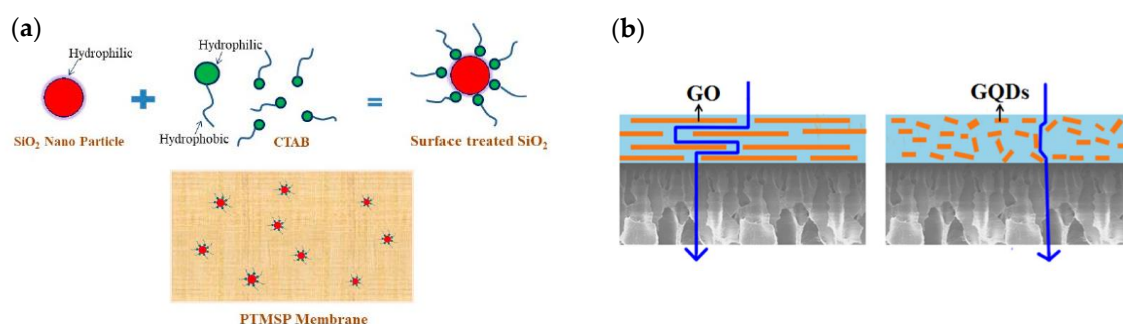 (a)
Hydrophilic
Hydrophilic
+
=
Hydrophobic
SiO₂ Nano Particle
CTAB
Surface treated SiO₂
PTMSP Membrane
(b)
GO
GQDs